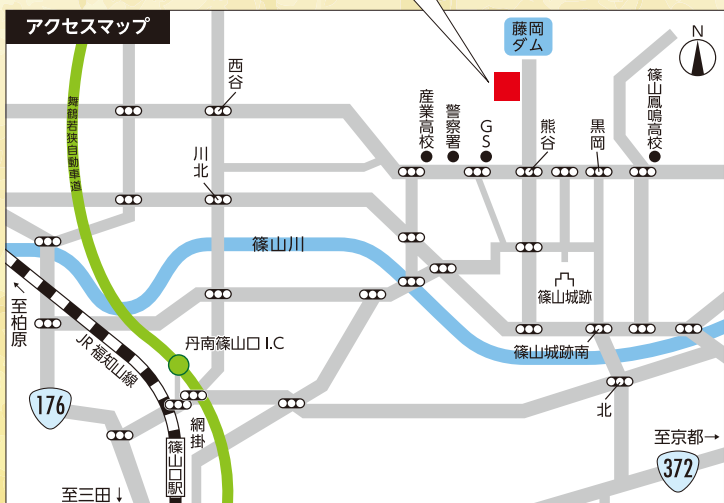 アクセスマップ
藤岡
ダム
N
西谷
舞鶴若狭自動車道
産業高校
警察署
GS
熊谷
黒岡
篠山鳳鳴高校
川北
篠山川
篠山城跡
至柏原
JR福知山線
丹南篠山口 I.C
篠山城跡南
176
網掛
北
篠山口駅
至京都→
372
至三田↓